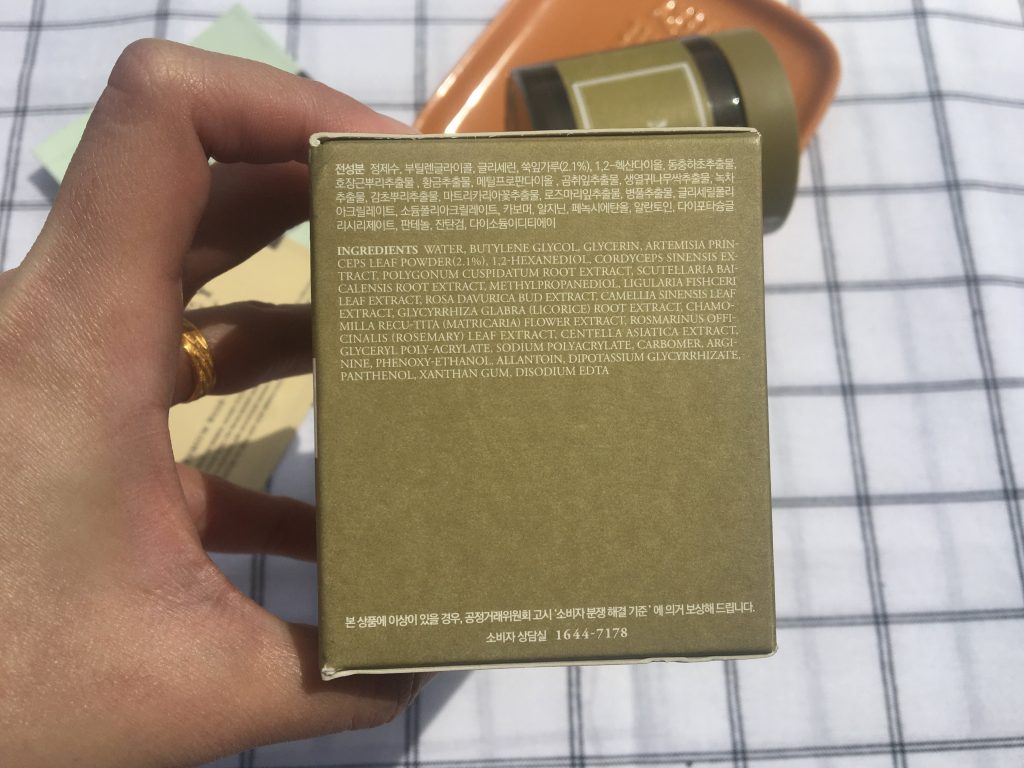 전성분 정제수, 부틸렌글라이콜, 글리세린, 쑥잎가루(2.1%), 1,2-헥산다이올, 동충하초추출물,
호장근뿌리추출물, 황금추출물, 메틸프로판다이올, 곰취잎추출물, 생열귀나무싹추출물, 녹차
추출물, 감초뿌리추출물, 마트리카리아꽃추출물, 로즈마리잎추출물, 병풀추출물, 글리세릴폴리
아크릴레이트, 소듐폴리아크릴레이트, 카보머, 알지닌, 페녹시에탄올, 알란토인, 다이포타슘글
리시리제이트, 판테놀, 잔탄검, 다이소듐이디티에이
INGREDIENTS WATER, BUTYLENE GLYCOL, GLYCERIN, ARTEMISIA PRIN-
CEPS LEAF POWDER(2.1%), 1,2-HEXANEDIOL, CORDYCEPS SINENSIS EX-
TRACT, POLYGONUM CUSPIDATUM ROOT EXTRACT, SCUTELLARIA BAI-
CALENSIS ROOT EXTRACT, METHYLPROPANEDIOL, LIGULARIA FISHCERI
LEAF EXTRACT, ROSA DAVURICA BUD EXTRACT, CAMELLIA SINENSIS LEAF
EXTRACT, GLYCYRRHIZA GLABRA (LICORICE) ROOT EXTRACT, CHAMO-
MILLA RECU-TITA (MATRICARIA) FLOWER EXTRACT, ROSMARINUS OFFI-
CINALIS (ROSEMARY) LEAF EXTRACT, CENTELLA ASIATICA EXTRACT,
GLYCERYL POLY-ACRYLATE, SODIUM POLYACRYLATE, CARBOMER, ARGI-
NINE, PHENOXY-ETHANOL, ALLANTOIN, DIPOTASSIUM GLYCYRRHIZATE,
PANTHENOL, XANTHAN GUM, DISODIUM EDTA
본 상품에 이상이 있을 경우, 공정거래위원회 고시 '소비자 분쟁 해결 기준' 에 의거 보상해 드립니다.
소비자 상담실 1644-7178